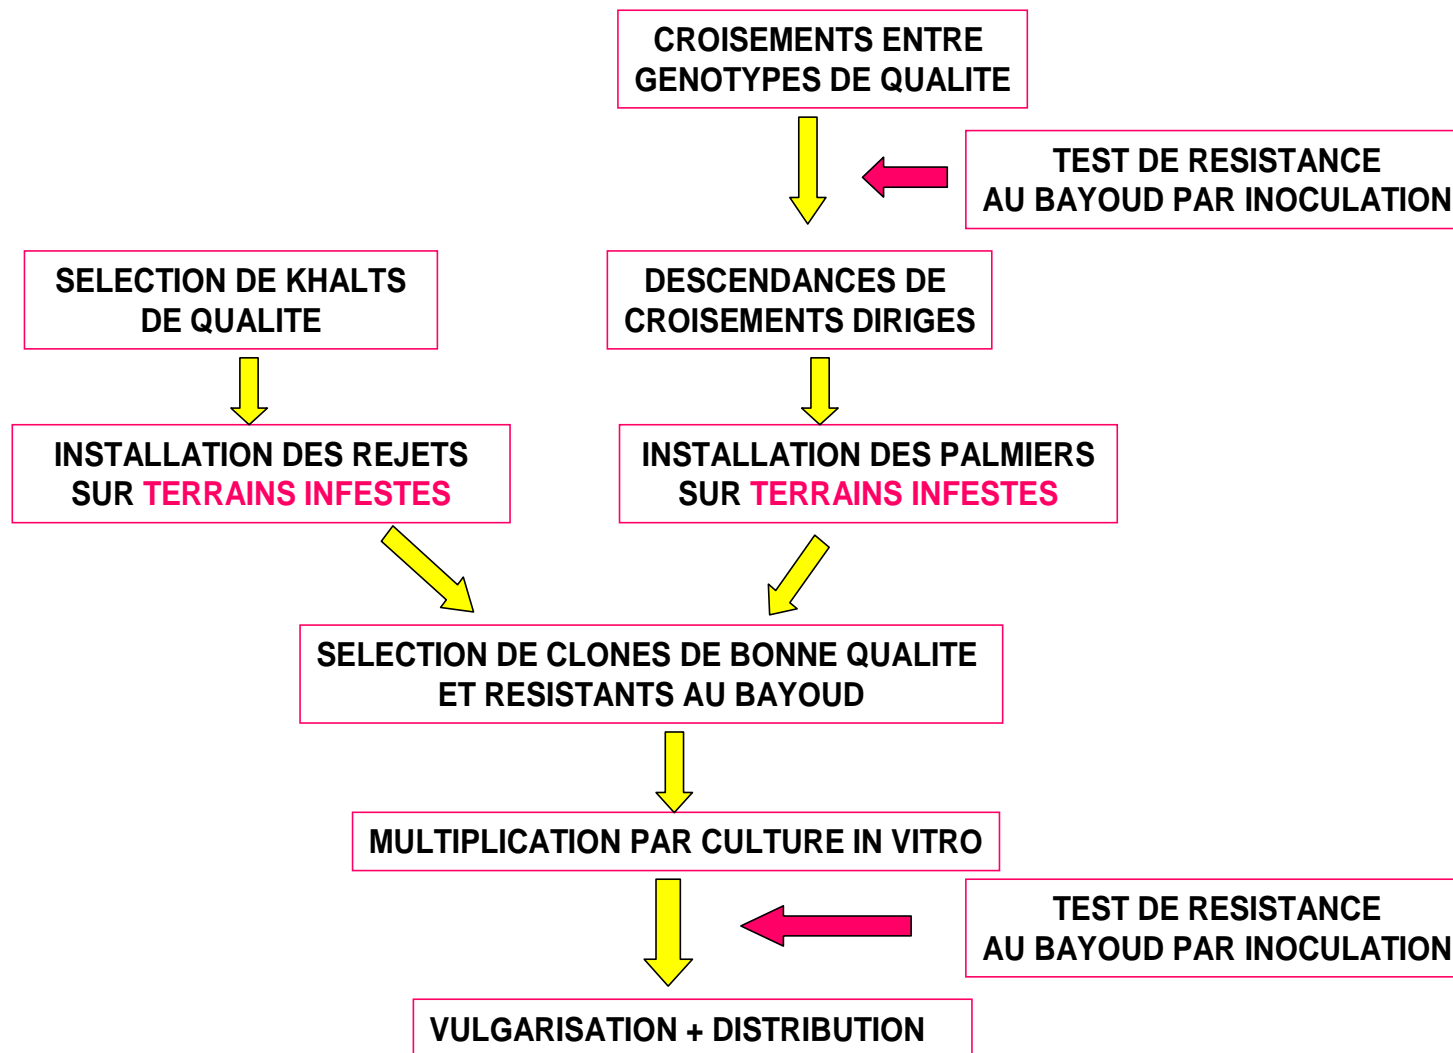 CROISEMENTS ENTRE
GENOTYPES DE QUALITE
TEST DE RESISTANCE
AU BAYOUD PAR INOCULATION
SELECTION DE KHALTS
DE QUALITE
DESCENDANCES DE
CROISEMENTS DIRIGES
INSTALLATION DES REJETS
SUR TERRAINS INFESTES
INSTALLATION DES PALMIERS
SUR TERRAINS INFESTES
SELECTION DE CLONES DE BONNE QUALITE
ET RESISTANTS AU BAYOUD
MULTIPLICATION PAR CULTURE IN VITRO
TEST DE RESISTANCE
AU BAYOUD PAR INOCULATION
VULGARISATION + DISTRIBUTION